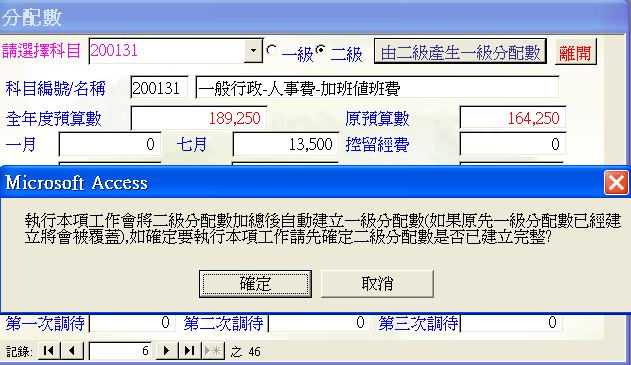 分配數
請選擇科目 200131 一級 二級 由二級產生一級分配數 離開
科目編號/名稱 200131 一般行政-人事費-加班值班費
全年度預算數 189,250 原預算數 164,250
一月 0 七月 13,500 控留經費 0
Microsoft Access
執行本項工作會將二級分配數加總後自動建立一級分配數(如果原先一級分配數已經建
立將會被覆蓋),如確定要執行本項工作請先確定二級分配數是否已建立完整?
確定 取消
第一次調待 0 第二次調待 0 第三次調待 0
記錄: 6 之 46